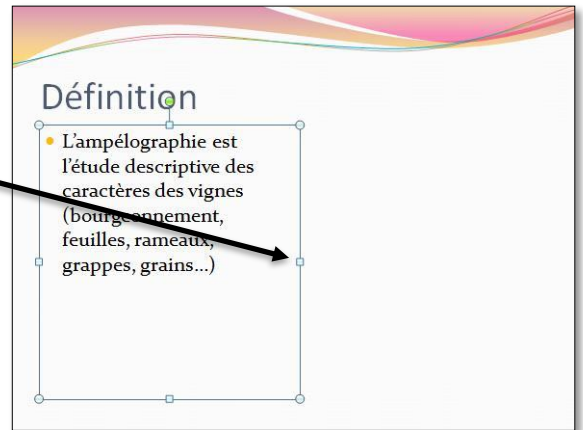 Définition
L'ampélographie est
l'étude descriptive des
caractères des vignes
(bourgeonnement,
feuilles, rameaux,
grappes, grains...)